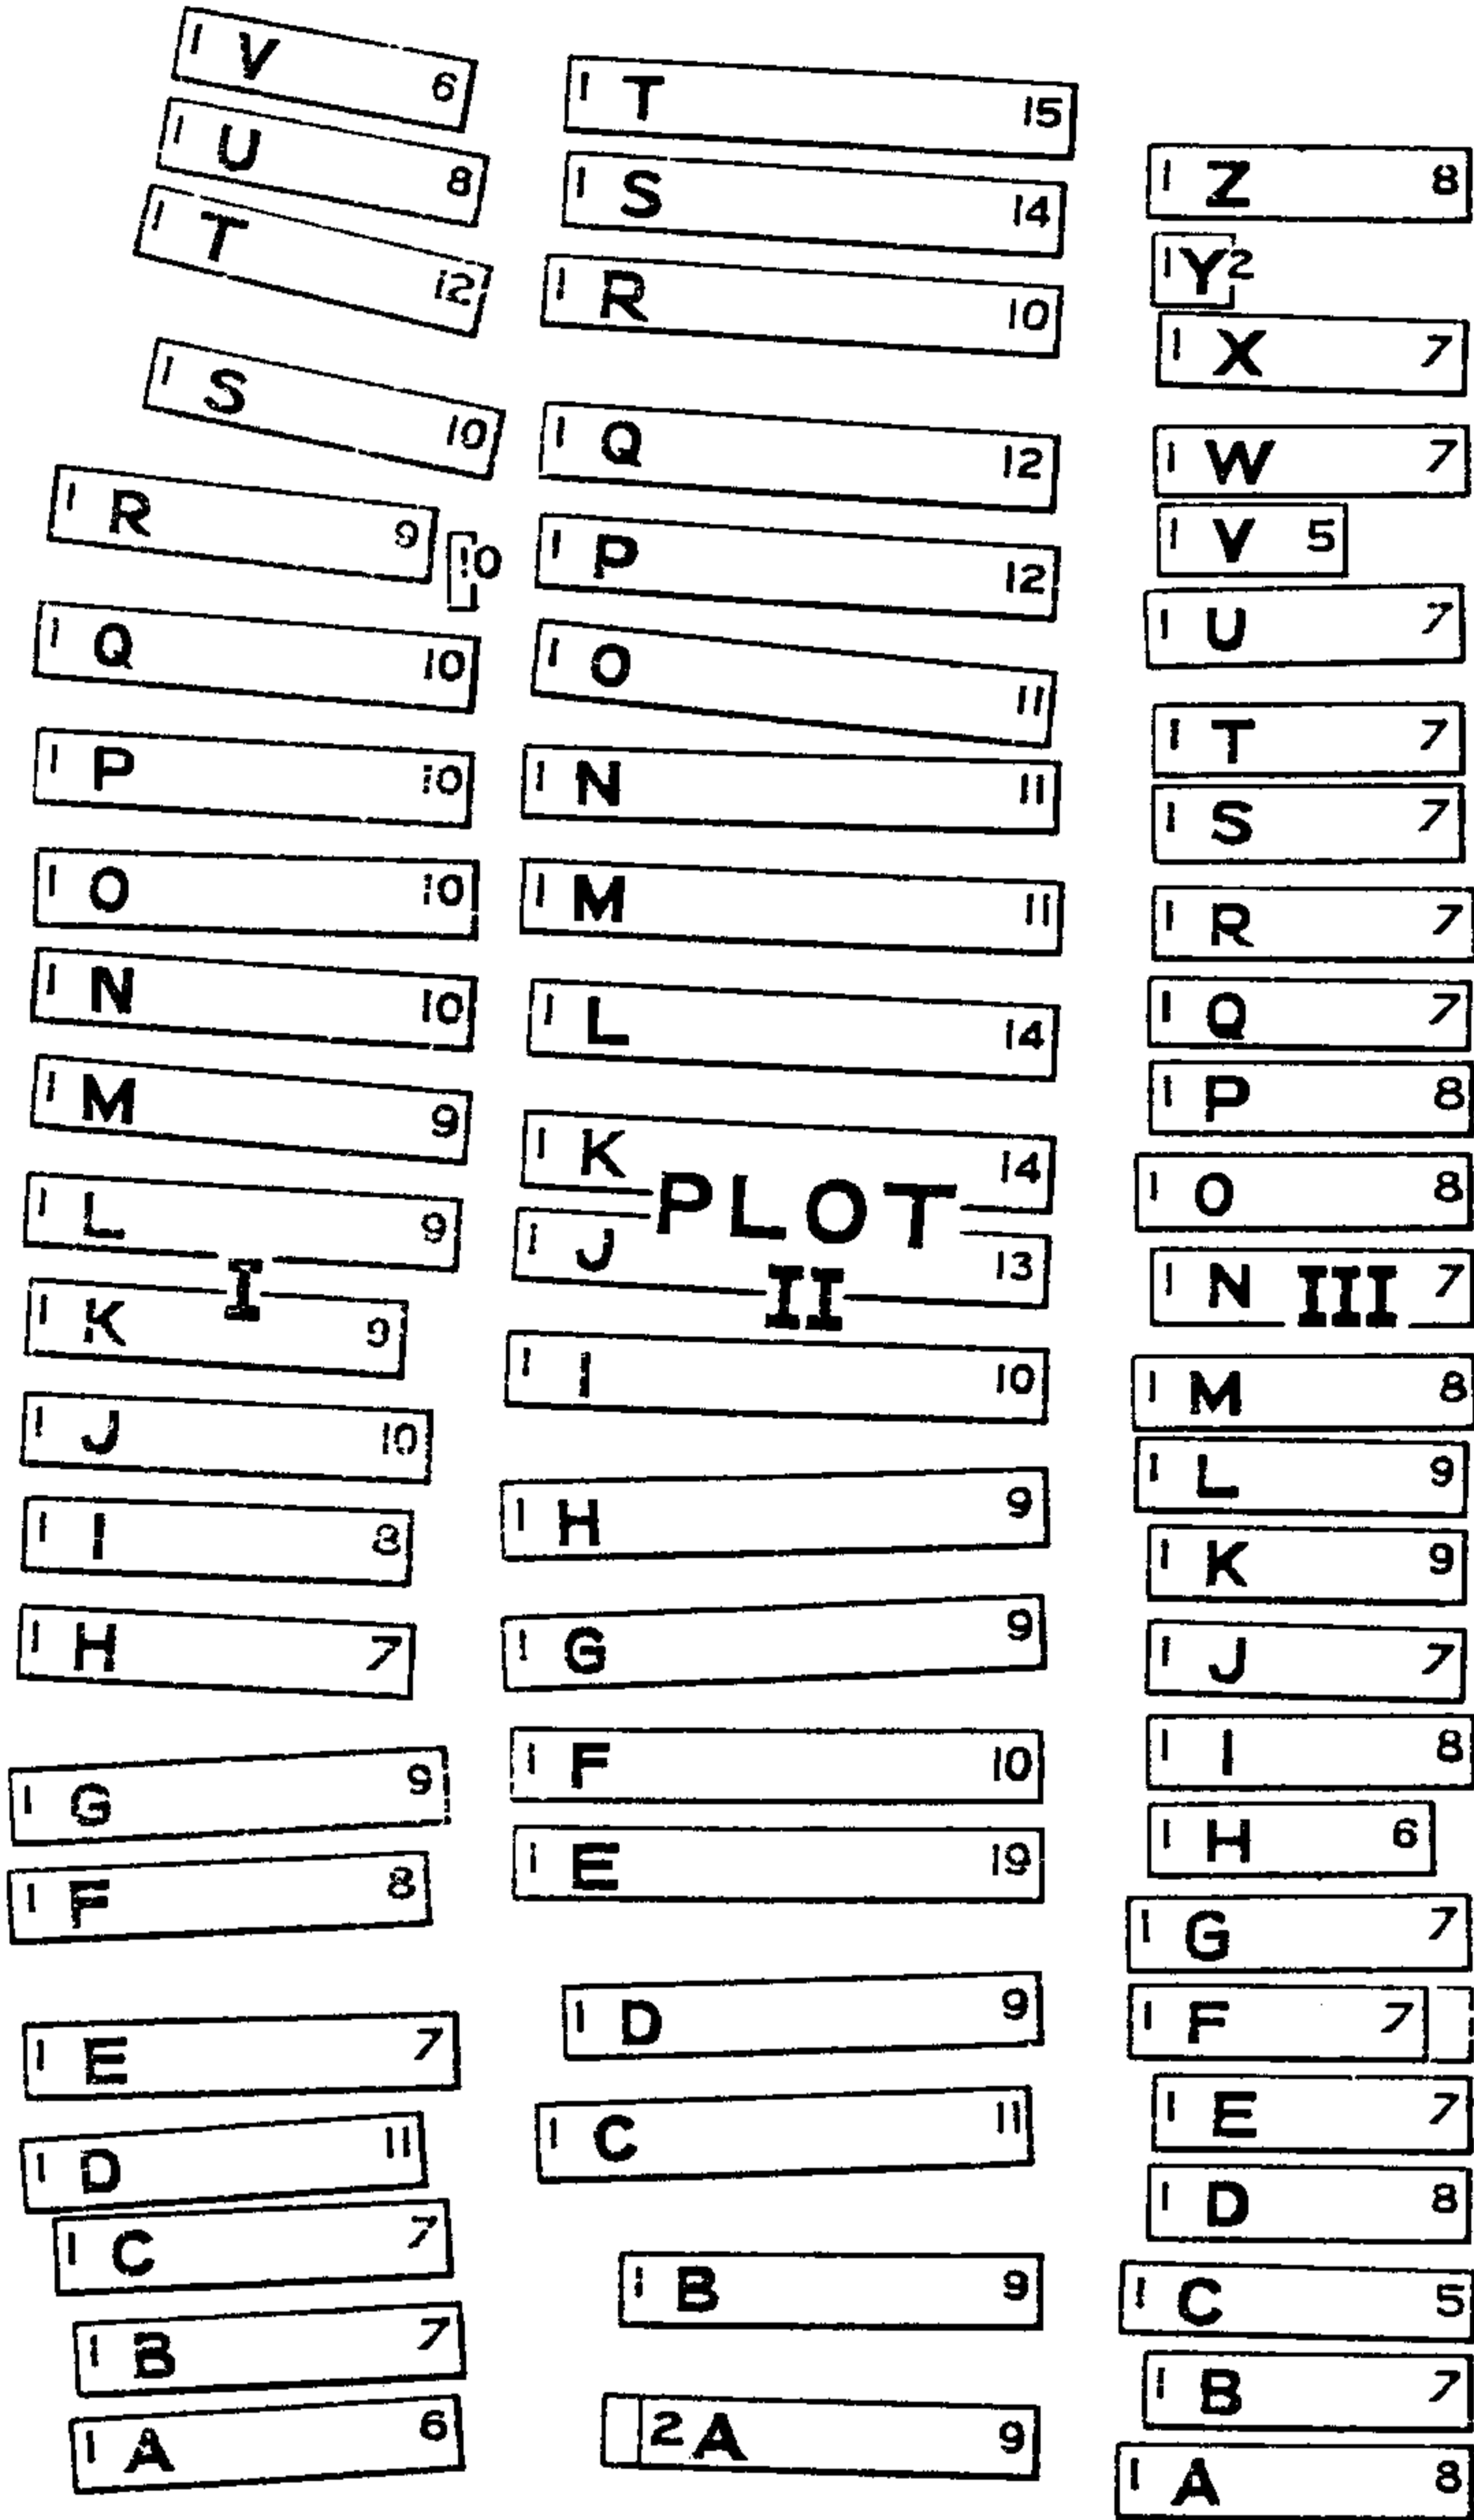 1 V 6
1 U 8
1 T 12
1 S 10
1 R 9
10
1 Q 10
1 P 10
1 O 10
1 N 10
1 M 9
1 L 9
I
1 K 9
1 J 10
1 I 8
1 H 7
1 G 9
1 F 8
1 E 7
1 D 11
1 C 7
1 B 7
1 A 6
1 T 15
1 S 14
1 R 10
1 Q 12
1 P 12
1 O 11
1 N 11
1 M 11
1 L 14
1 K 14
PLOT
1 J 13
II
1 I 10
1 H 9
1 G 9
1 F 10
1 E 19
1 D 9
1 C 11
1 B 9
2 A 9
1 Z 8
1 Y 2
1 X 7
1 W 7
1 V 5
1 U 7
1 T 7
1 S 7
1 R 7
1 Q 7
1 P 8
1 O 8
1 N III 7
1 M 8
1 L 9
1 K 9
1 J 7
1 I 8
1 H 6
1 G 7
1 F 7
1 E 7
1 D 8
1 C 5
1 B 7
1 A 8